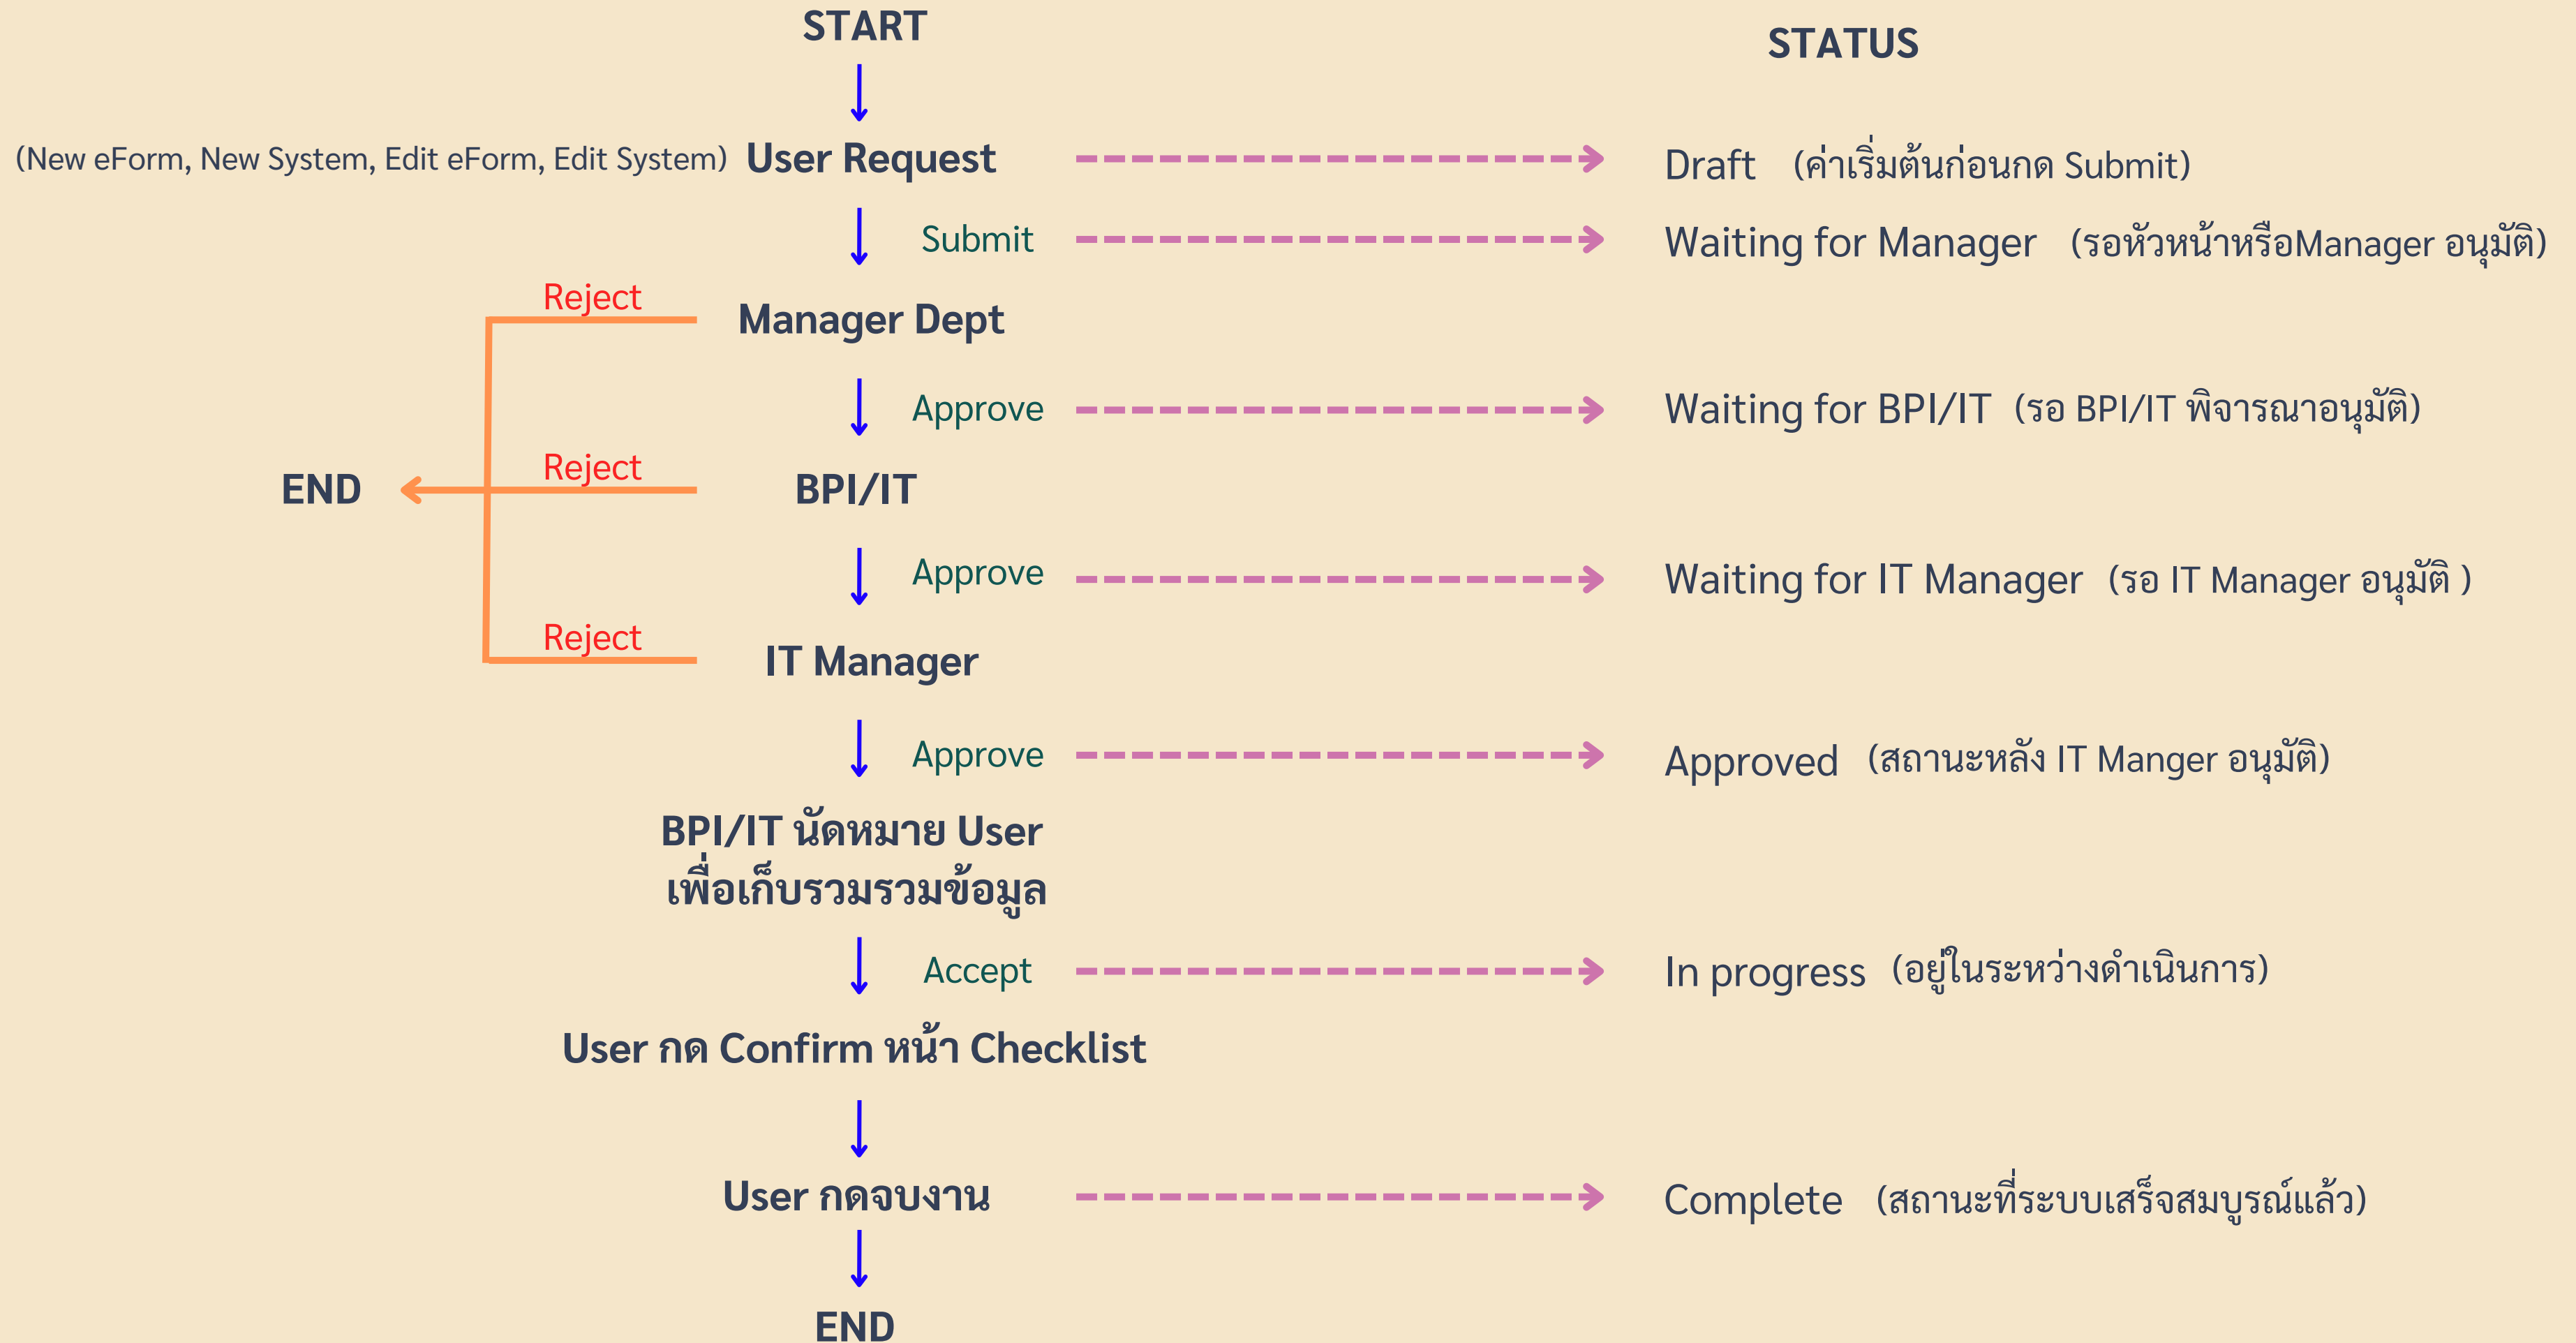 START
STATUS
(New eForm, New System, Edit eForm, Edit System) User Request
Draft (ค่าเริ่มต้นก่อนกด Submit)
Submit
Waiting for Manager (รอหัวหน้าหรือManager อนุมัติ)
Reject
Manager Dept
Approve
Waiting for BPI/IT (รอ BPI/IT พิจารณาอนุมัติ)
Reject
END
BPI/IT
Approve
Waiting for IT Manager (รอ IT Manager อนุมัติ )
Reject
IT Manager
Approve
Approved (สถานะหลัง IT Manger อนุมัติ)
BPI/IT นัดหมาย User
เพื่อเก็บรวมรวมข้อมูล
Accept
In progress (อยู่ในระหว่างดำเนินการ)
User กด Confirm หน้า Checklist
User กดจบงาน
Complete (สถานะที่ระบบเสร็จสมบูรณ์แล้ว)
END